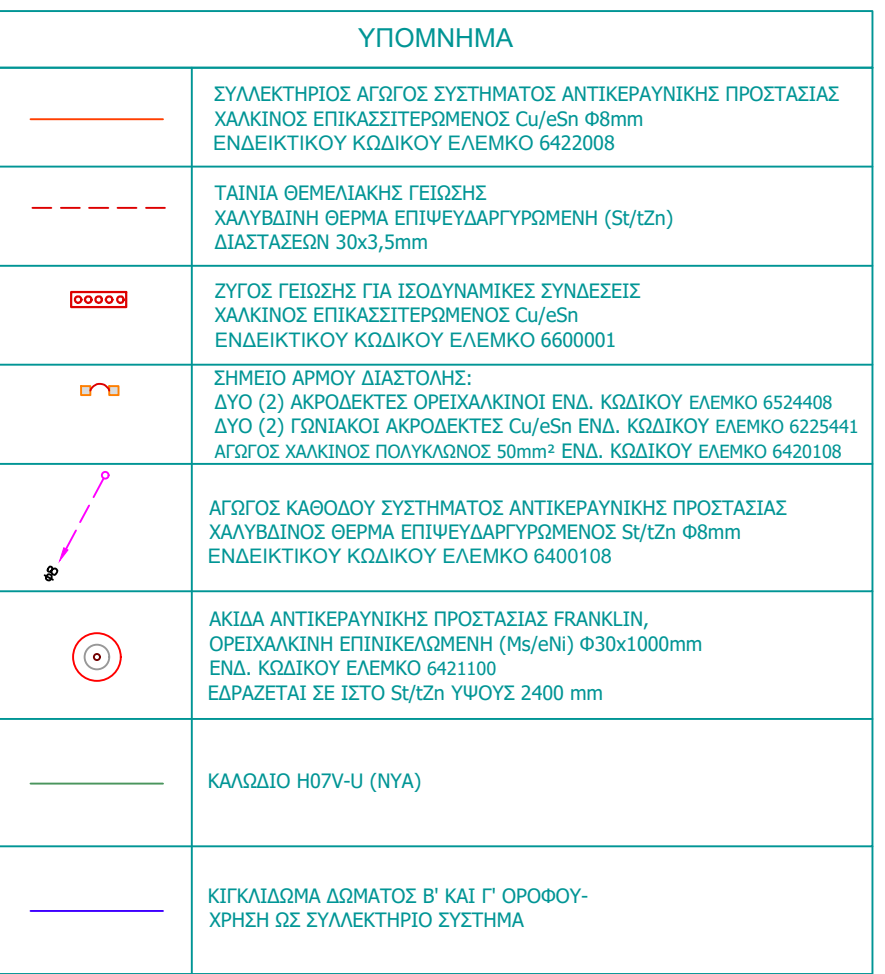 ΥΠΟΜΝΗΜΑ
ΣΥΛΛΕΚΤΗΡΙΟΣ ΑΓΩΓΟΣ ΣΥΣΤΗΜΑΤΟΣ ΑΝΤΙΚΕΡΑΥΝΙΚΗΣ ΠΡΟΣΤΑΣΙΑΣ
ΧΑΛΚΙΝΟΣ ΕΠΙΚΑΣΣΙΤΕΡΩΜΕΝΟΣ Cu/eSn Φ8mm
ΕΝΔΕΙΚΤΙΚΟΥ ΚΩΔΙΚΟΥ ΕΛΕΜΚΟ 6422008
ΤΑΙΝΙΑ ΘΕΜΕΛΙΑΚΗΣ ΓΕΙΩΣΗΣ
ΧΑΛΥΒΔΙΝΗ ΘΕΡΜΑ ΕΠΙΨΕΥΔΑΡΓΥΡΩΜΕΝΗ (St/tZn)
ΔΙΑΣΤΑΣΕΩΝ 30x3,5mm
ΖΥΓΟΣ ΓΕΙΩΣΗΣ ΓΙΑ ΙΣΟΔΥΝΑΜΙΚΕΣ ΣΥΝΔΕΣΕΙΣ
ΧΑΛΚΙΝΟΣ ΕΠΙΚΑΣΣΙΤΕΡΩΜΕΝΟΣ Cu/eSn
ΕΝΔΕΙΚΤΙΚΟΥ ΚΩΔΙΚΟΥ ΕΛΕΜΚΟ 6600001
ΣΗΜΕΙΟ ΑΡΜΟΥ ΔΙΑΣΤΟΛΗΣ:
ΔΥΟ (2) ΑΚΡΟΔΕΚΤΕΣ ΟΡΕΙΧΑΛΚΙΝΟΙ ΕΝΔ. ΚΩΔΙΚΟΥ ΕΛΕΜΚΟ 6524408
ΔΥΟ (2) ΓΩΝΙΑΚΟΙ ΑΚΡΟΔΕΚΤΕΣ Cu/eSn ΕΝΔ. ΚΩΔΙΚΟΥ ΕΛΕΜΚΟ 6225441
ΑΓΩΓΟΣ ΧΑΛΚΙΝΟΣ ΠΟΛΥΚΛΩΝΟΣ 50mm² ΕΝΔ. ΚΩΔΙΚΟΥ ΕΛΕΜΚΟ 6420108
Φ8
ΑΓΩΓΟΣ ΚΑΘΟΔΟΥ ΣΥΣΤΗΜΑΤΟΣ ΑΝΤΙΚΕΡΑΥΝΙΚΗΣ ΠΡΟΣΤΑΣΙΑΣ
ΧΑΛΥΒΔΙΝΟΣ ΘΕΡΜΑ ΕΠΙΨΕΥΔΑΡΓΥΡΩΜΕΝΟΣ St/tZn Φ8mm
ΕΝΔΕΙΚΤΙΚΟΥ ΚΩΔΙΚΟΥ ΕΛΕΜΚΟ 6400108
ΑΚΙΔΑ ΑΝΤΙΚΕΡΑΥΝΙΚΗΣ ΠΡΟΣΤΑΣΙΑΣ FRANKLIN,
ΟΡΕΙΧΑΛΚΙΝΗ ΕΠΙΝΙΚΕΛΩΜΕΝΗ (Ms/eNi) Φ30x1000mm
ΕΝΔ. ΚΩΔΙΚΟΥ ΕΛΕΜΚΟ 6421100
ΕΔΡΑΖΕΤΑΙ ΣΕ ΙΣΤΟ St/tZn ΥΨΟΥΣ 2400 mm
ΚΑΛΩΔΙΟ H07V-U (NYA)
ΚΙΓΚΛΙΔΩΜΑ ΔΩΜΑΤΟΣ Β' ΚΑΙ Γ' ΟΡΟΦΟΥ-
ΧΡΗΣΗ ΩΣ ΣΥΛΛΕΚΤΗΡΙΟ ΣΥΣΤΗΜΑ